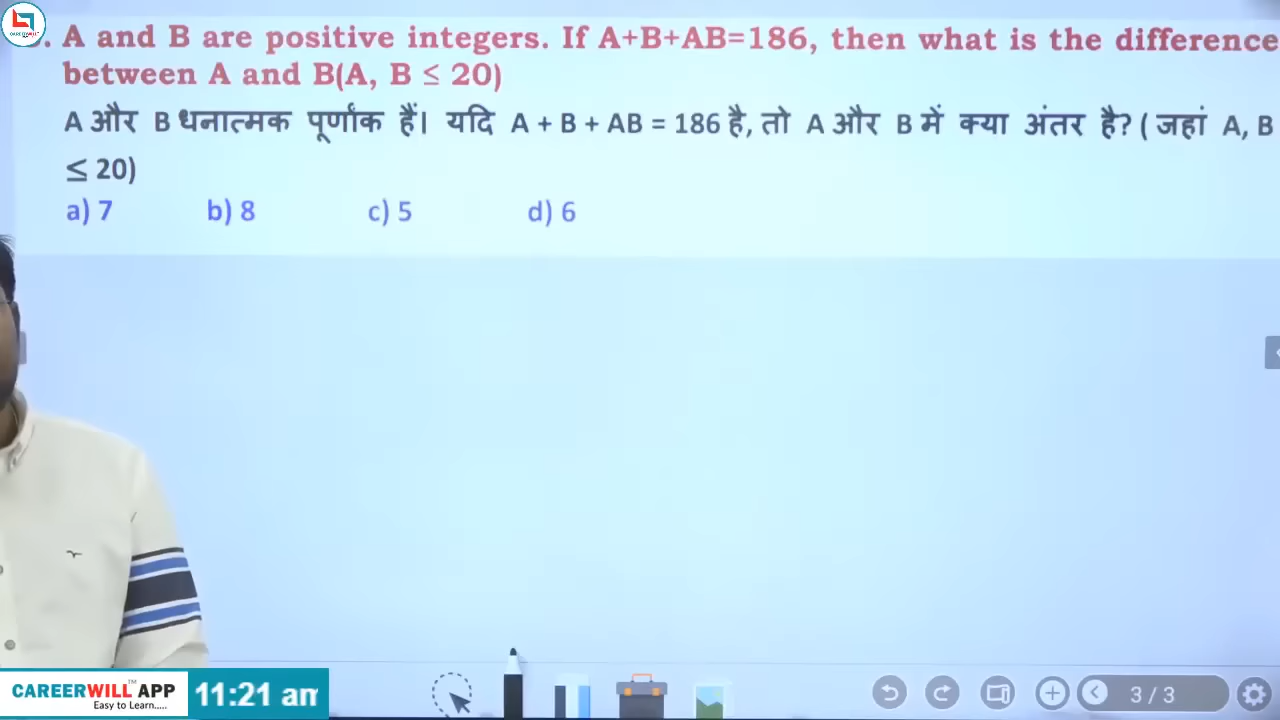 CAREERWILL
. A and B are positive integers. If A+B+AB=186, then what is the difference
between A and B(A, B ≤ 20)
A और B धनात्मक पूर्णांक हैं। यदि A + B + AB = 186 है, तो A और B में क्या अंतर है? ( जहां A, B
≤ 20)
a) 7 b) 8 c) 5 d) 6
CAREERWILL™ APP
Easy to Learn.....
11:21 am
3 / 3